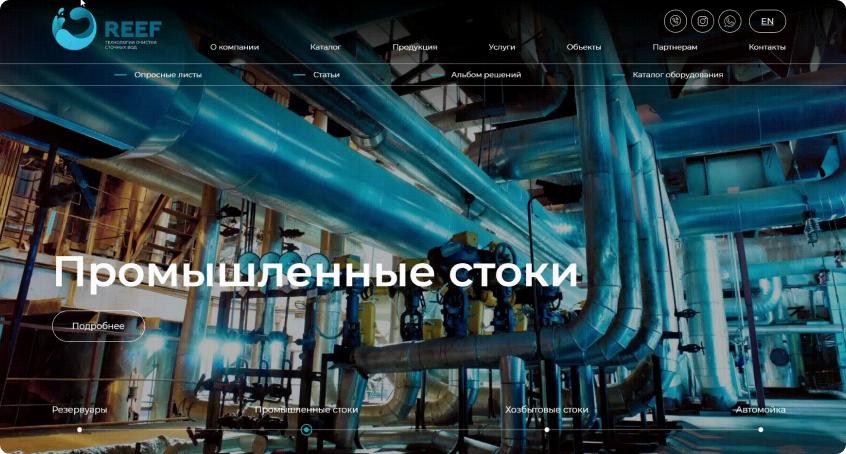 REEF
ТЕХНОЛОГИИ ОЧИСТКИ
СТОЧНЫХ ВОД
EN
О компании
Каталог
Продукция
Услуги
Объекты
Партнерам
Контакты
Опросные листы
Статьи
Альбом решений
Каталог оборудования
Промышленные стоки
Подробнее
Резервуары
Промышленные стоки
Хозбытовые стоки
Автомойка